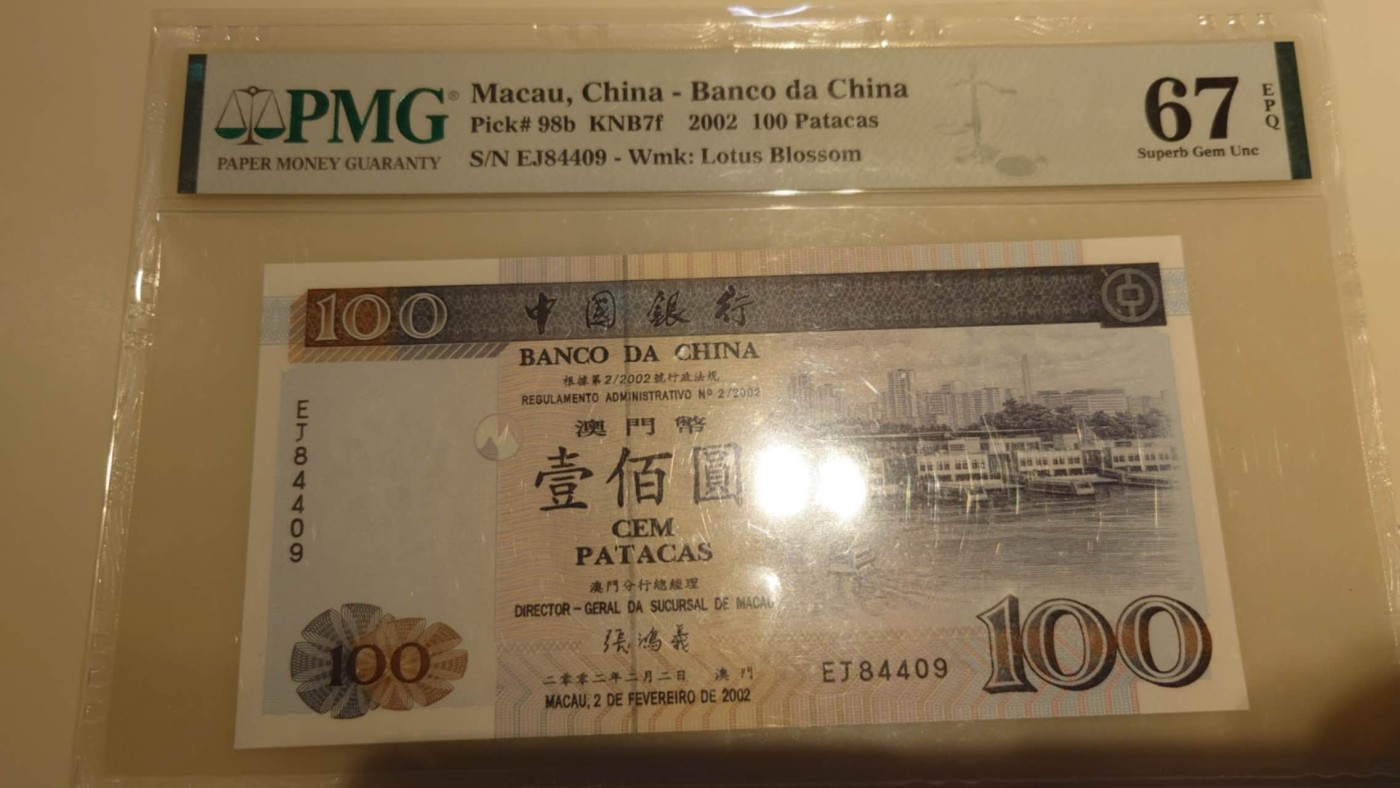 PMG®
PAPER MONEY GUARANTY
Macau, China - Banco da China
Pick# 98b KNB7f 2002 100 Patacas
S/N EJ84409 - Wmk: Lotus Blossom
67
EPQ
Superb Gem Unc
100
中國銀行
BANCO DA CHINA
根據第2/2002號行政法規
REGULAMENTO ADMINISTRATIVO Nº 2/2002
EJ84409
澳門幣
壹佰圓
CEM
PATACAS
澳門分行總經理
DIRECTOR-GERAL DA SUCURSAL DE MACAU
張鴻義
二零零二年二月二日 澳門
MACAU, 2 DE FEVEREIRO DE 2002
100
EJ84409
100